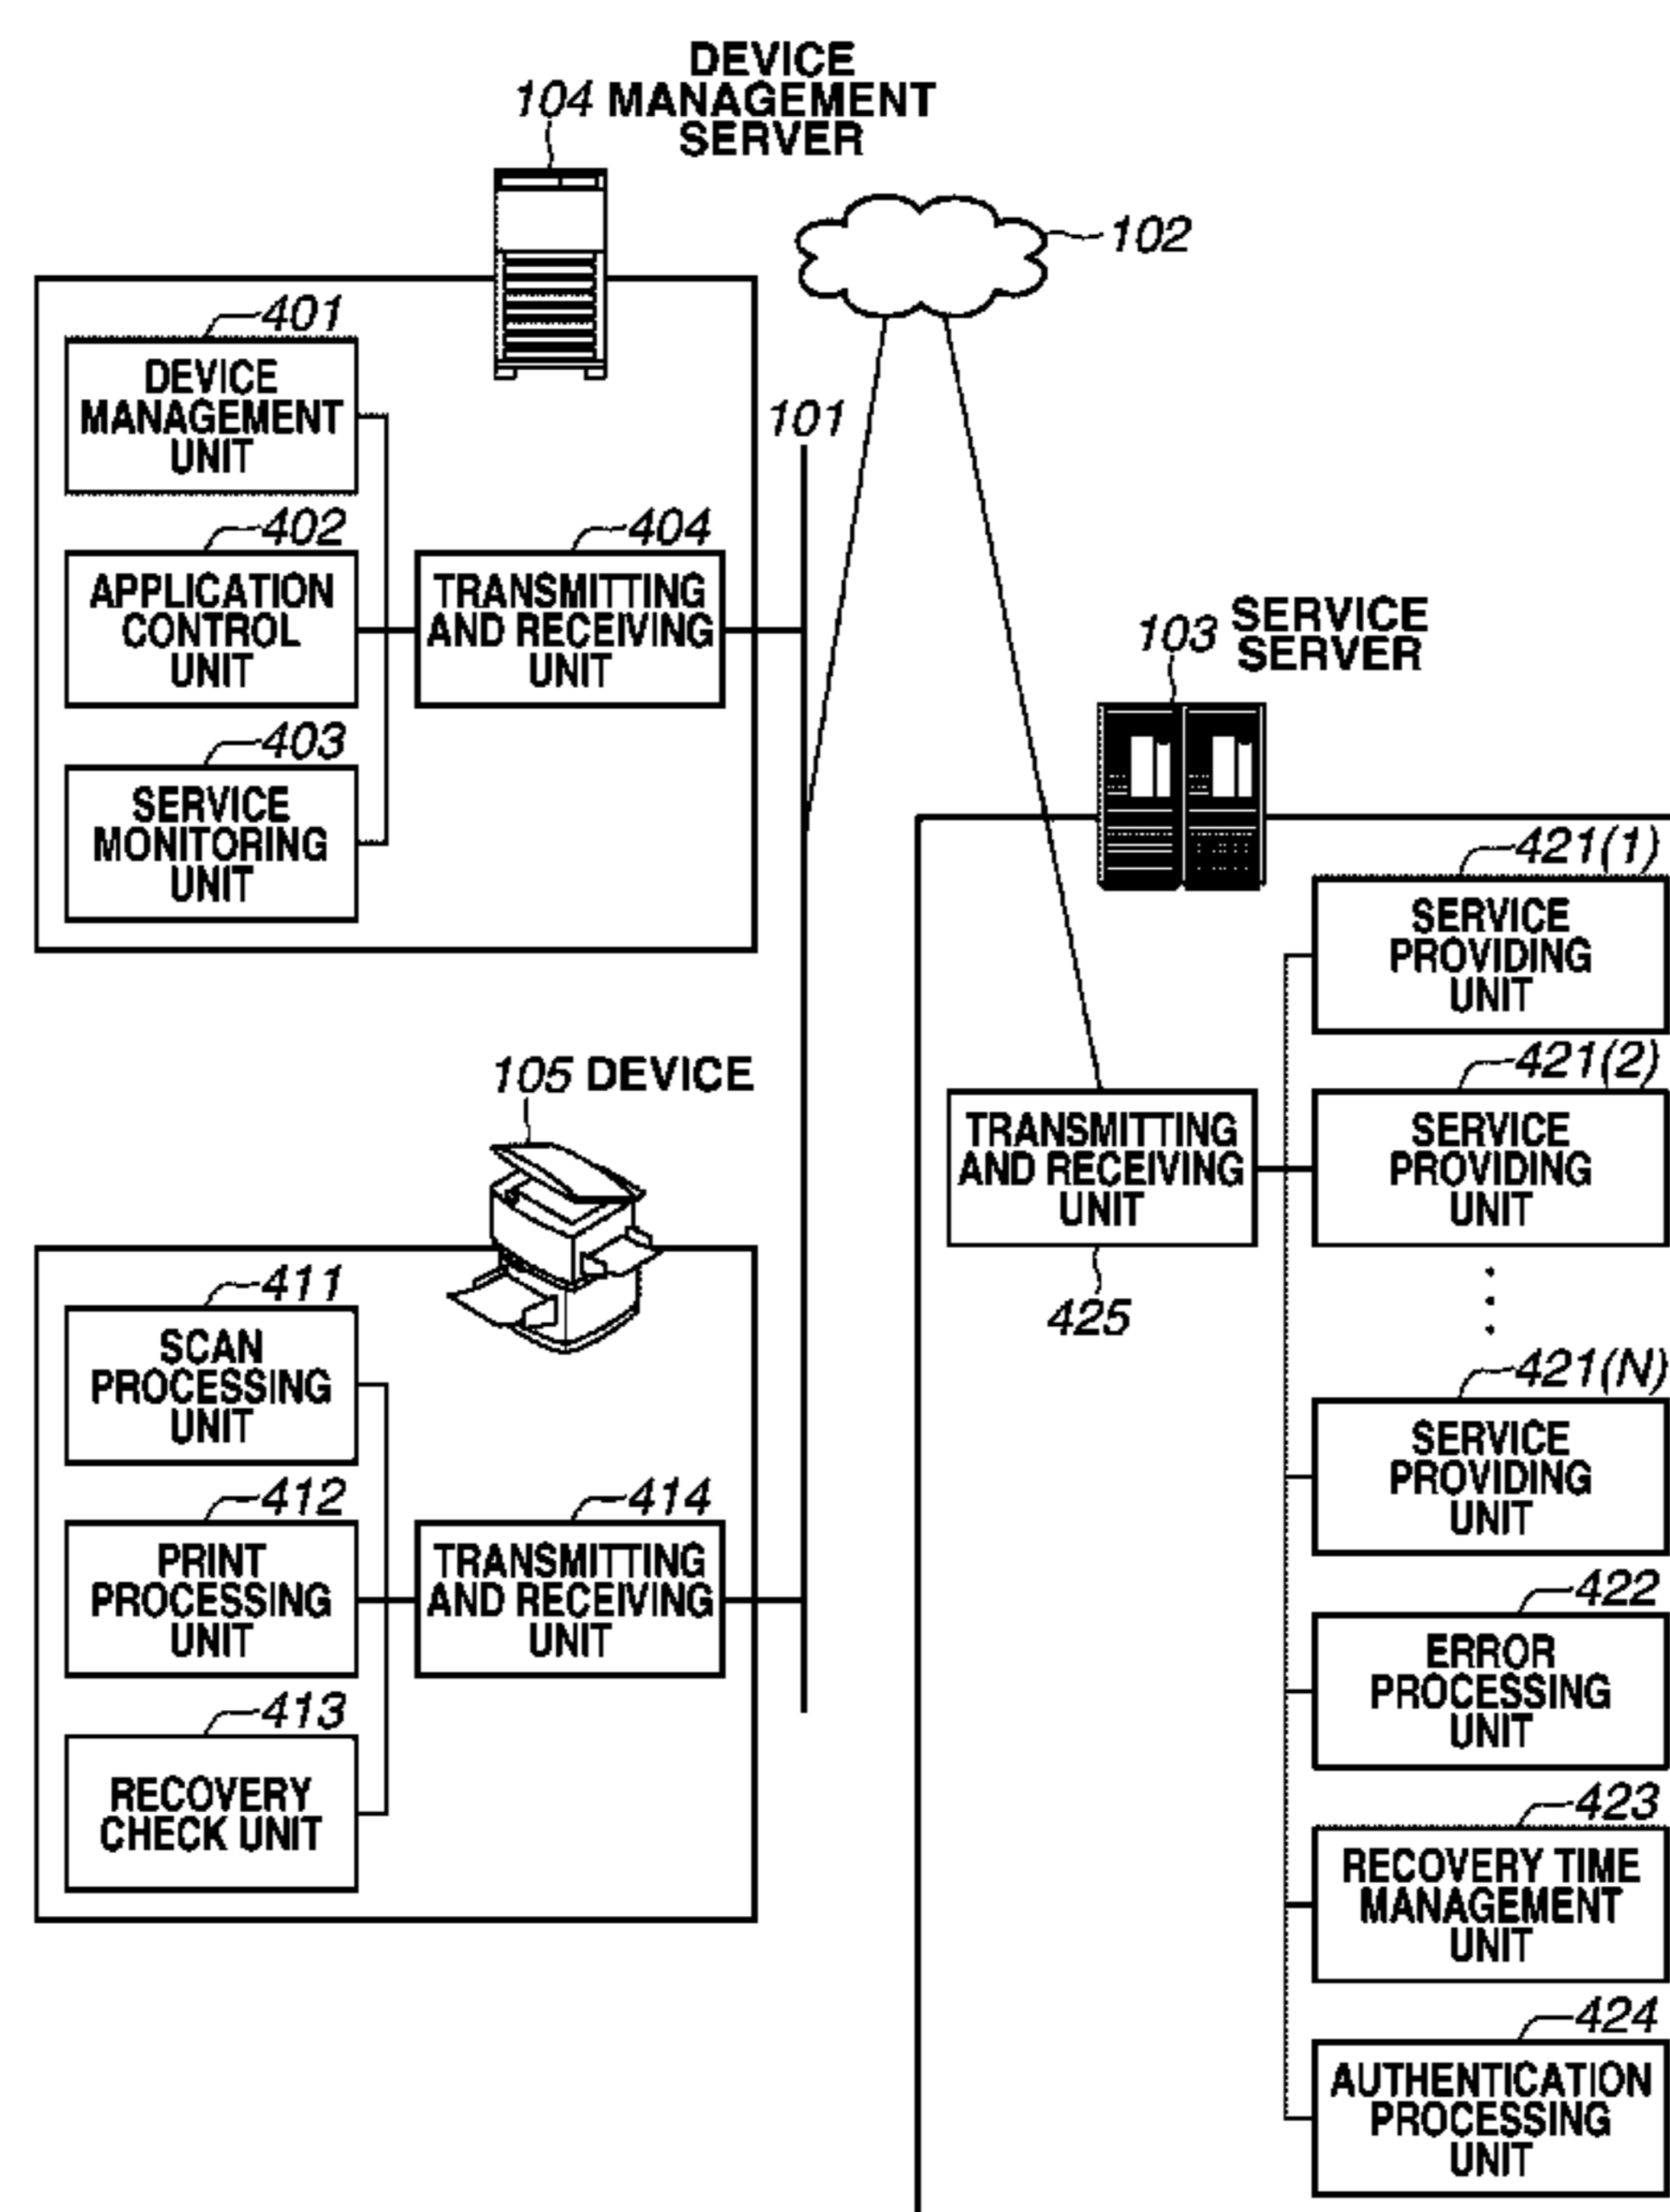 DEVICE
104 MANAGEMENT
SERVER
102
401
DEVICE
MANAGEMENT
UNIT
101
402
APPLICATION
CONTROL
UNIT
404
TRANSMITTING
AND RECEIVING
UNIT
403
SERVICE
MONITORING
UNIT
103 SERVICE
SERVER
421(1)
SERVICE
PROVIDING
UNIT
421(2)
SERVICE
PROVIDING
UNIT
TRANSMITTING
AND RECEIVING
UNIT
425
421(N)
SERVICE
PROVIDING
UNIT
422
ERROR
PROCESSING
UNIT
423
RECOVERY TIME
MANAGEMENT
UNIT
424
AUTHENTICATION
PROCESSING
UNIT
105 DEVICE
411
SCAN
PROCESSING
UNIT
412
PRINT
PROCESSING
UNIT
414
TRANSMITTING
AND RECEIVING
UNIT
413
RECOVERY
CHECK UNIT